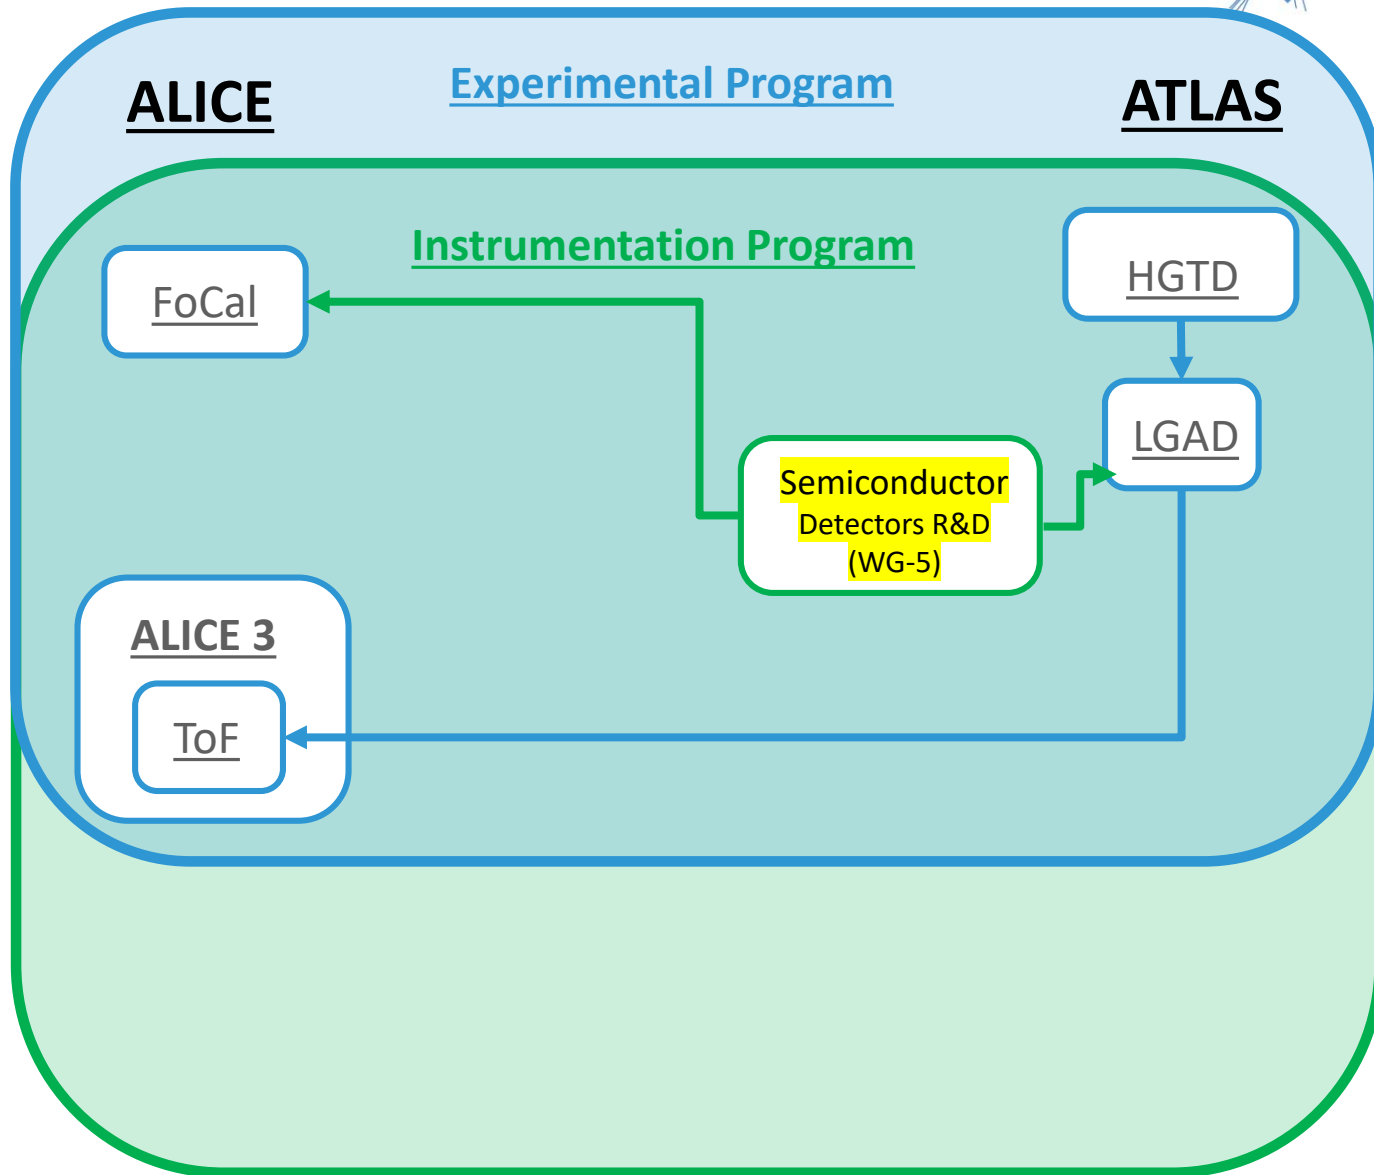 ALICE
Experimental Program
ATLAS
Instrumentation Program
FoCal
HGTD
LGAD
Semiconductor
Detectors R&D
(WG-5)
ALICE 3
ToF